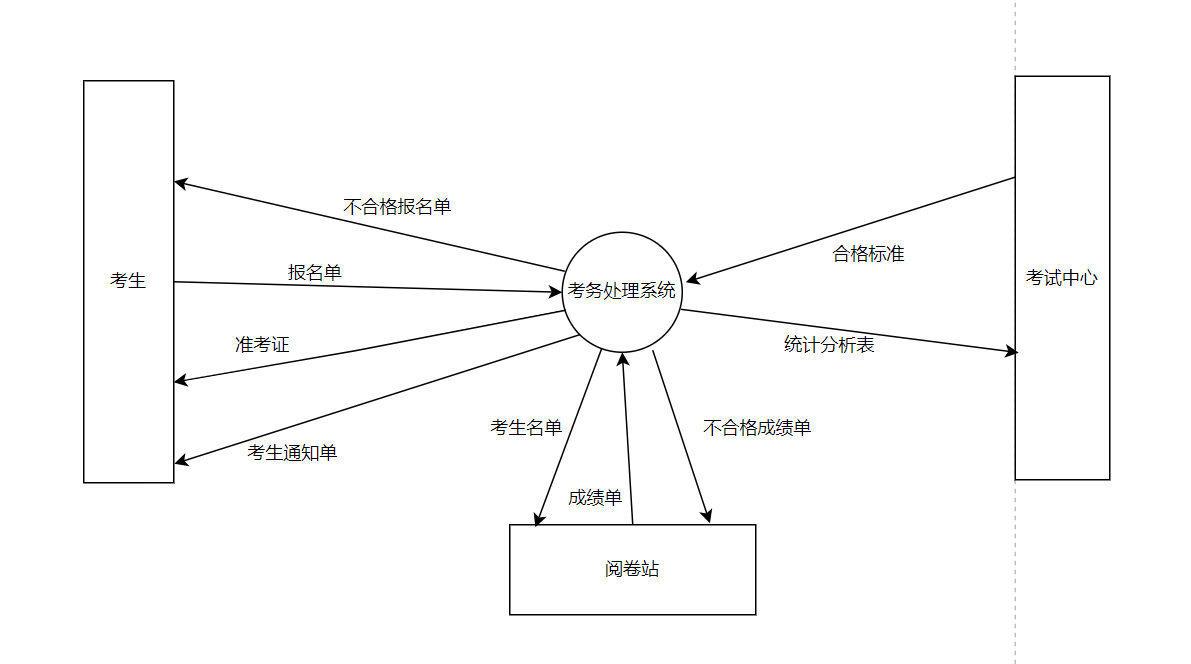 不合格报名单
合格标准
报名单
考生
考务处理系统
考试中心
准考证
统计分析表
考生通知单
考生名单
不合格成绩单
成绩单
阅卷站